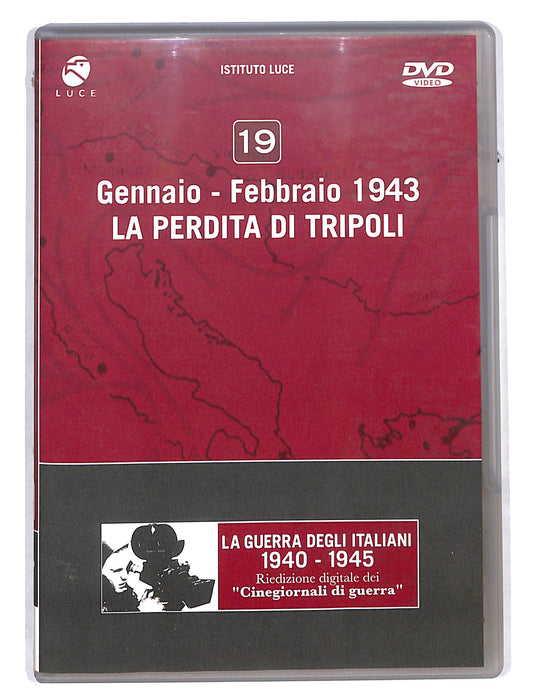 LUCE
ISTITUTO LUCE
DVD
VIDEO
19
Gennaio - Febbraio 1943
LA PERDITA DI TRIPOLI
Roma
LA GUERRA DEGLI ITALIANI
1940 - 1945
Riedizione digitale dei
"Cinegiornali di guerra"